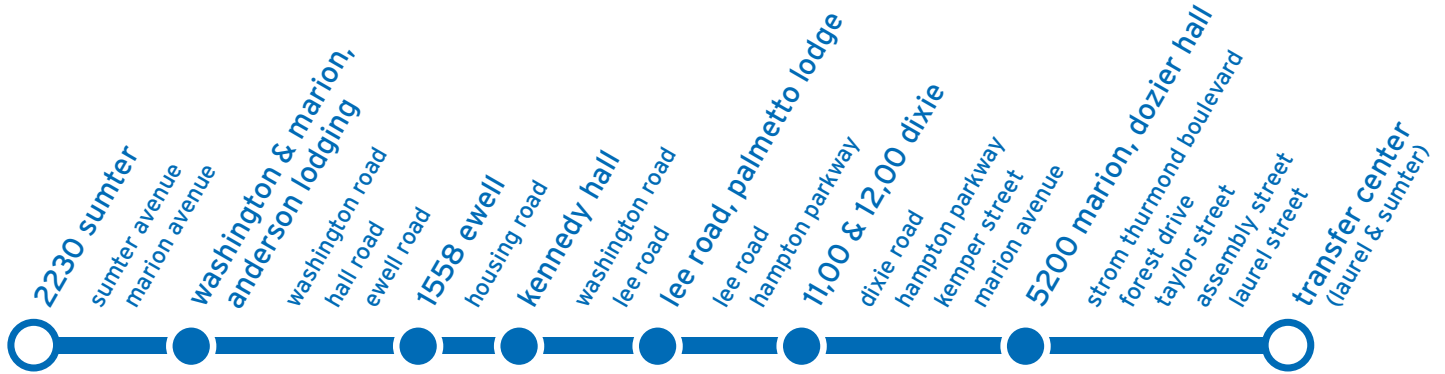 2230 sumter
sumter avenue
marion avenue
washington & marion,
anderson lodging
washington road
hall road
ewell road
1558 ewell
housing road
kennedy hall
washington road
lee road
lee road, palmetto lodge
lee road
hampton parkway
11,00 & 12,00 dixie
dixie road
hampton parkway
kemper street
marion avenue
5200 marion, dozier hall
strom thurmond boulevard
forest drive
taylor street
assembly street
laurel street
transfer center
(laurel & sumter)